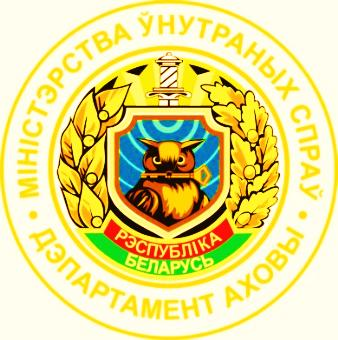 МІНІСТЭРСТВА ЎНУТРАНЫХ СПРАЎ
РЭСПУБЛІКА
БЕЛАРУСЬ
• ДЭПАРТАМЕНТ АХОВЫ •